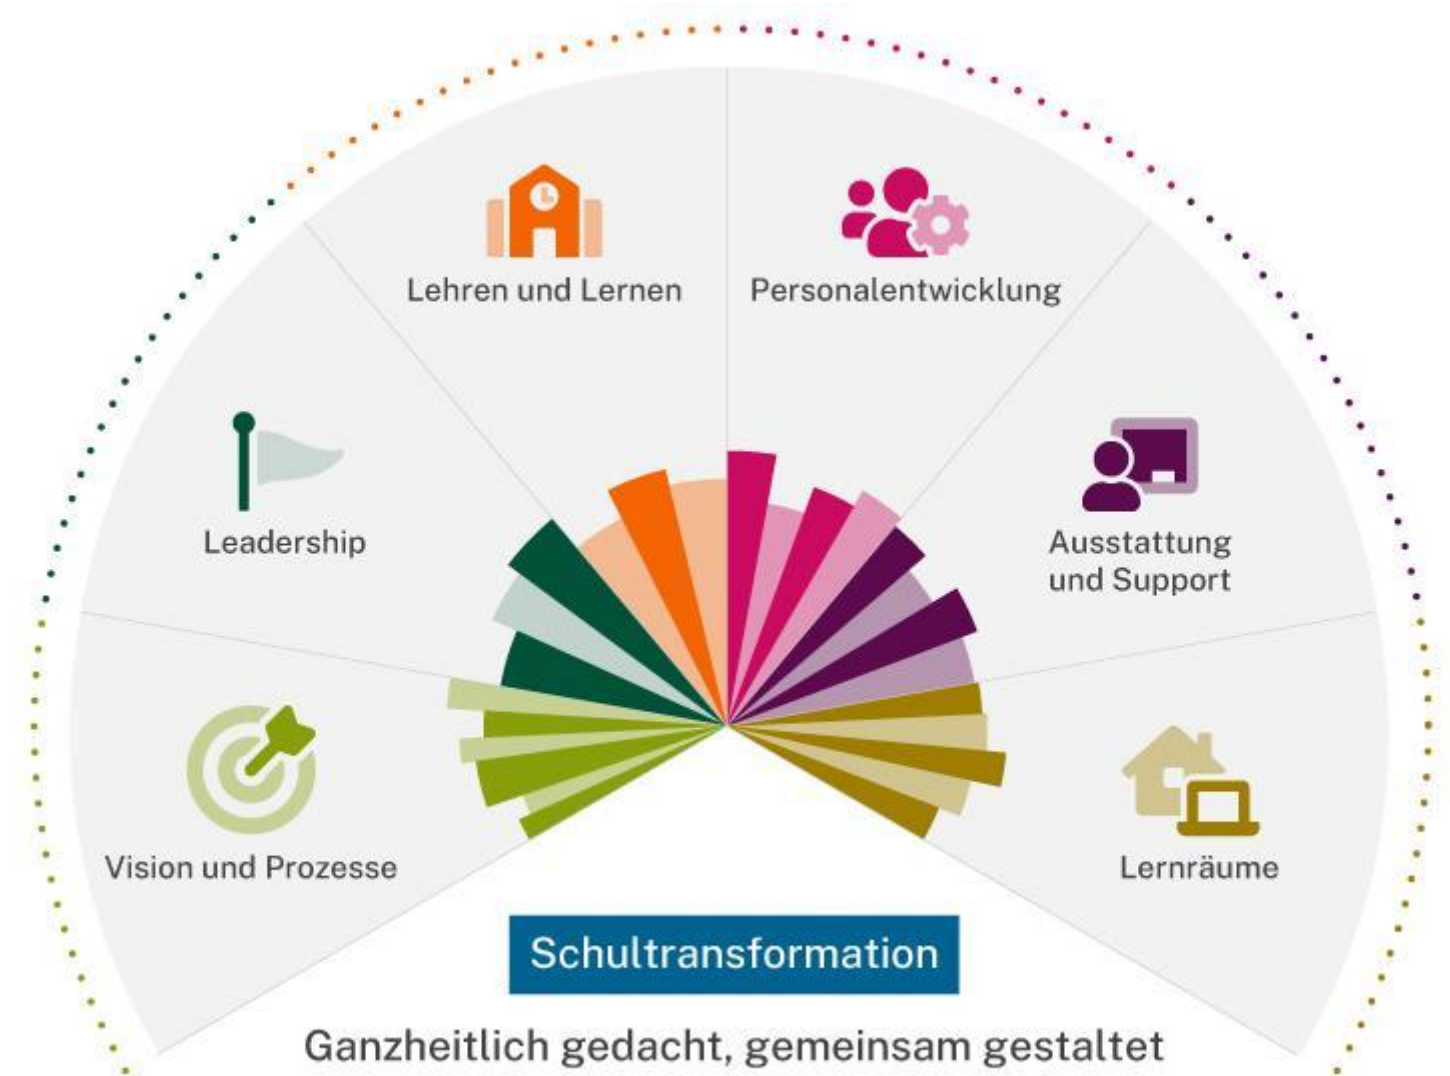 Lehren und Lernen
Personalentwicklung
Leadership
Ausstattung
und Support
Vision und Prozesse
Lernräume
Schultransformation
Ganzheitlich gedacht, gemeinsam gestaltet